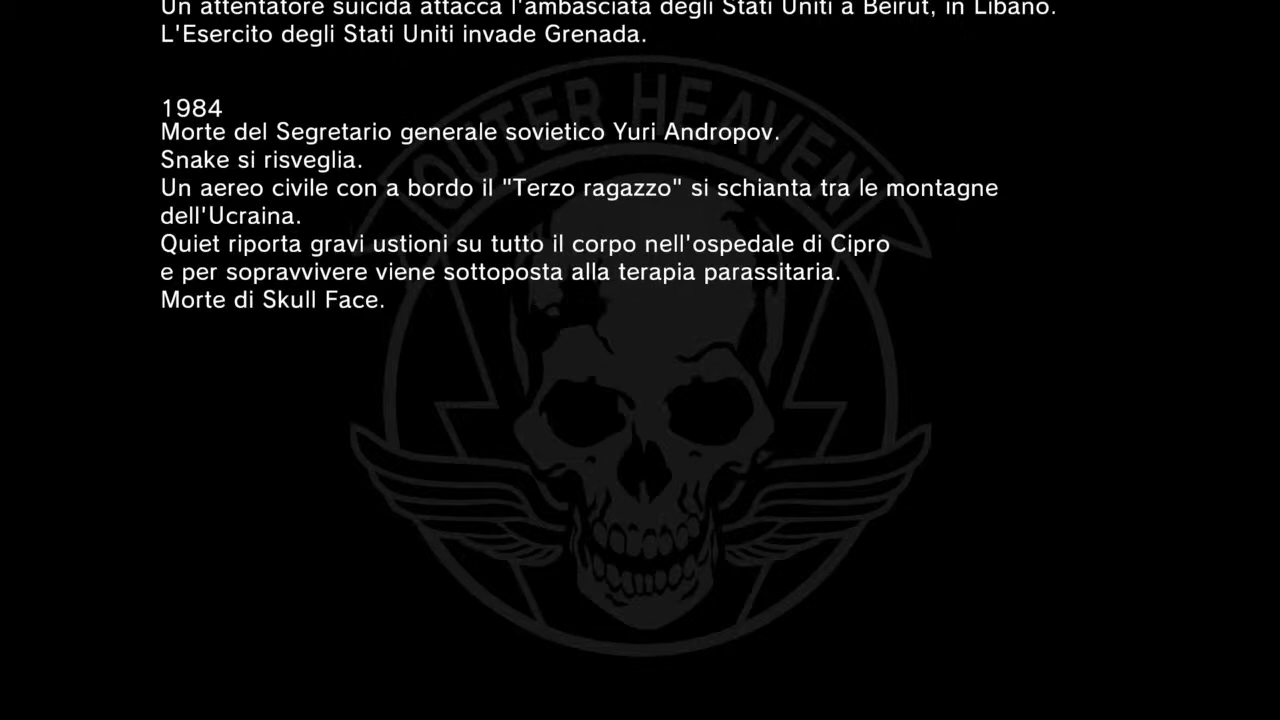 Un attentatore suicida attacca l'ambasciata degli Stati Uniti a Beirut, in Libano.
L'Esercito degli Stati Uniti invade Grenada.
1984
Morte del Segretario generale sovietico Yuri Andropov.
Snake si risveglia.
Un aereo civile con a bordo il "Terzo ragazzo" si schianta tra le montagne
dell'Ucraina.
Quiet riporta gravi ustioni su tutto il corpo nell'ospedale di Cipro
e per sopravvivere viene sottoposta alla terapia parassitaria.
Morte di Skull Face.
OUTER HEAVEN